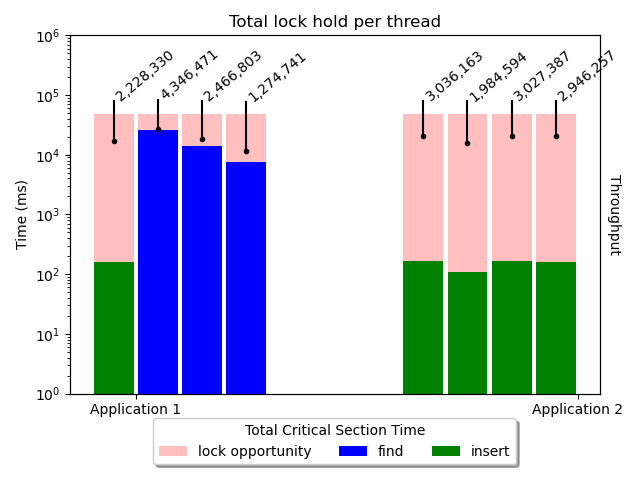 Total lock hold per thread
10^6
10^5
10^4
10^3
10^2
10^1
10^0
Time (ms)
2,228,330
4,346,471
2,466,803
1,274,741
3,036,163
1,984,594
3,027,387
2,946,257
Throughput
Application 1
Application 2
Total Critical Section Time
lock opportunity
find
insert